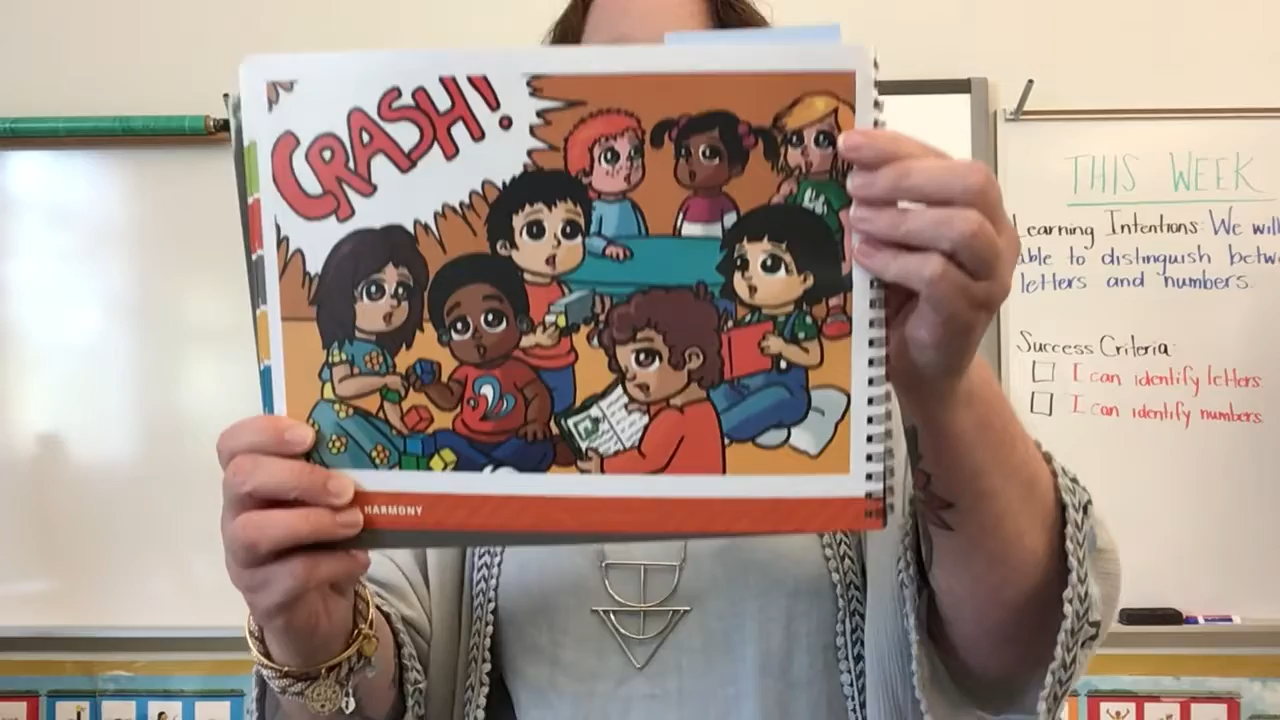 CRASH!
HARMONY
THIS WEEK
Learning Intentions: We will
able to distinguish betw
letters and numbers.
Success Criteria:
I can identify letters
I can identify numbers